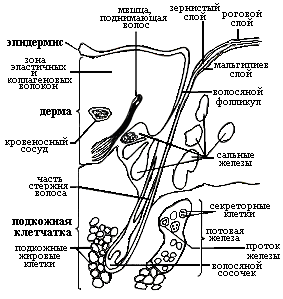 зернистый
слой
роговой
слой
мышца,
поднимающая
волос
эпидермис
зона
эластичных
и
коллагеновых
волокон
мальпигиев
слой
волосяной
фолликул
дерма
кровеносный
сосуд
сальные
железы
часть
стержня
волоса
секреторные
клетки
подкожная
клетчатка
потовая
железа
подкожные
жировые
клетки
проток
железы
волосяной
сосочек